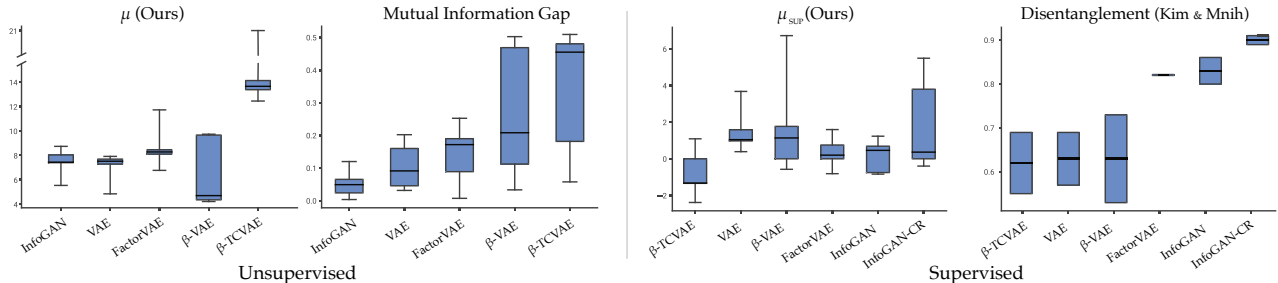 μ (Ours)
21
14
12
10
8
6
4
InfoGAN
VAE
FactorVAE
β-VAE
β-TCVAE
Mutual Information Gap
0.5
0.4
0.3
0.2
0.1
0.0
InfoGAN
VAE
FactorVAE
β-VAE
β-TCVAE
Unsupervised
μSUP (Ours)
6
4
2
0
−2
β-TCVAE
VAE
β-VAE
FactorVAE
InfoGAN
InfoGAN-CR
Disentanglement (Kim & Mnih)
0.9
0.8
0.7
0.6
β-TCVAE
VAE
β-VAE
FactorVAE
InfoGAN
InfoGAN-CR
Supervised